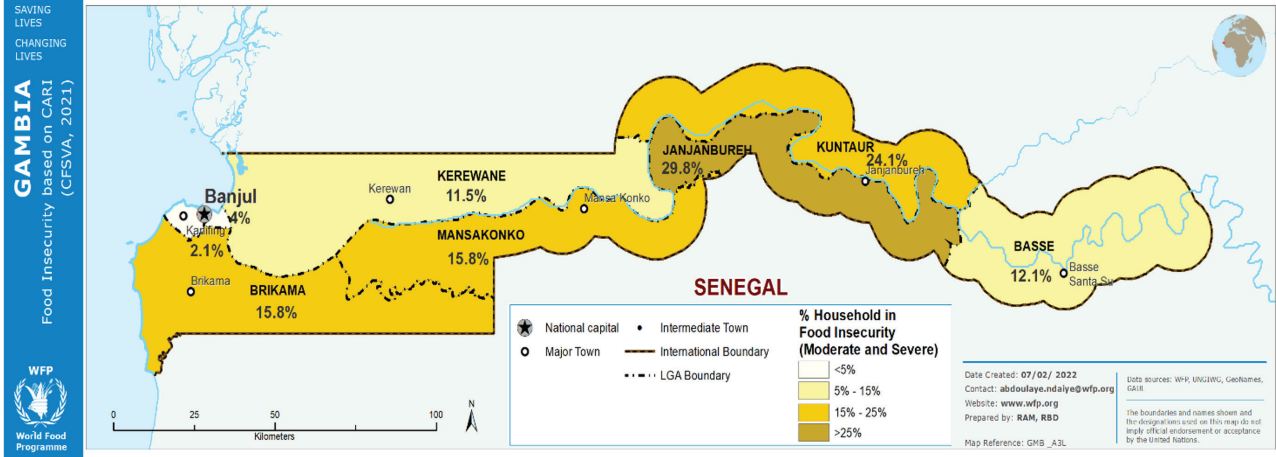 SAVING
LIVES
CHANGING
LIVES
GAMBIA
Food Insecurity based on CARI
(CFSVA, 2021)
WFP
World Food
Programme
Banjul
4%
Kanifing
2.1%
Brikama
BRIKAMA
15.8%
KEREWANE
11.5%
Kerewan
MANSAKONKO
15.8%
Mansa Konko
JANJANBUREH
29.8%
KUNTAUR
24.1%
Janjanbureh
BASSE
12.1%
Basse
Santa Su
SENEGAL
0 25 50 100
Kilometers
N
National capital
Major Town
Intermediate Town
International Boundary
LGA Boundary
% Household in
Food Insecurity
(Moderate and Severe)
<5%
5% - 15%
15% - 25%
>25%
Date Created: 07/02/ 2022
Contact: abdoulaye.ndaiye@wfp.org
Website: www.wfp.org
Prepared by: RAM, RBD
Map Reference: GMB _A3L
Data sources: WFP, UNGIWG, GeoNames,
GAUL
The boundaries and names shown and
the designations used on this map do not
imply official endorsement or acceptance
by the United Nations.